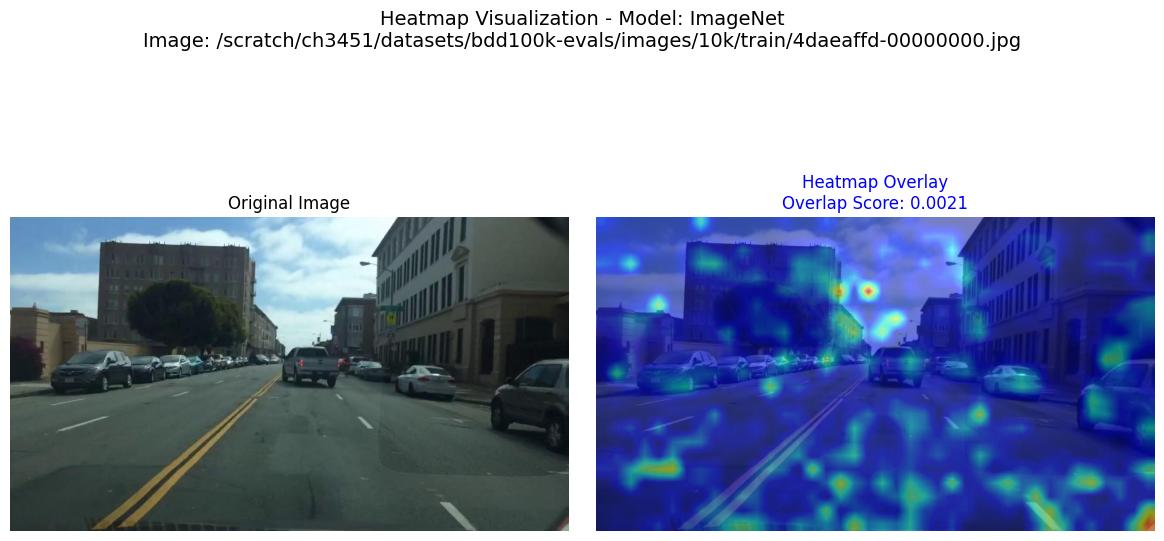 Heatmap Visualization - Model: ImageNet
Image: /scratch/ch3451/datasets/bdd100k-evals/images/10k/train/4daeaffd-00000000.jpg
Original Image
Heatmap Overlay
Overlap Score: 0.0021